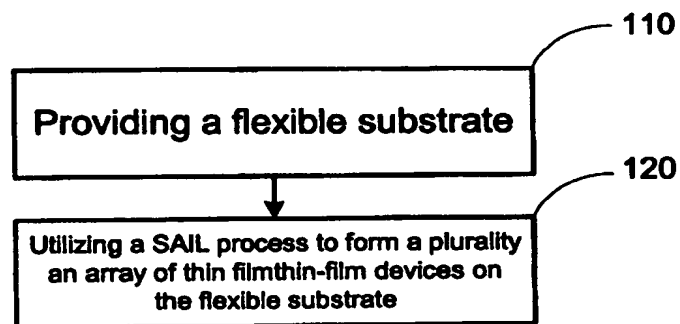 110
Providing a flexible substrate
120
Utilizing a SAIL process to form a plurality
an array of thin filmthin-film devices on
the flexible substrate